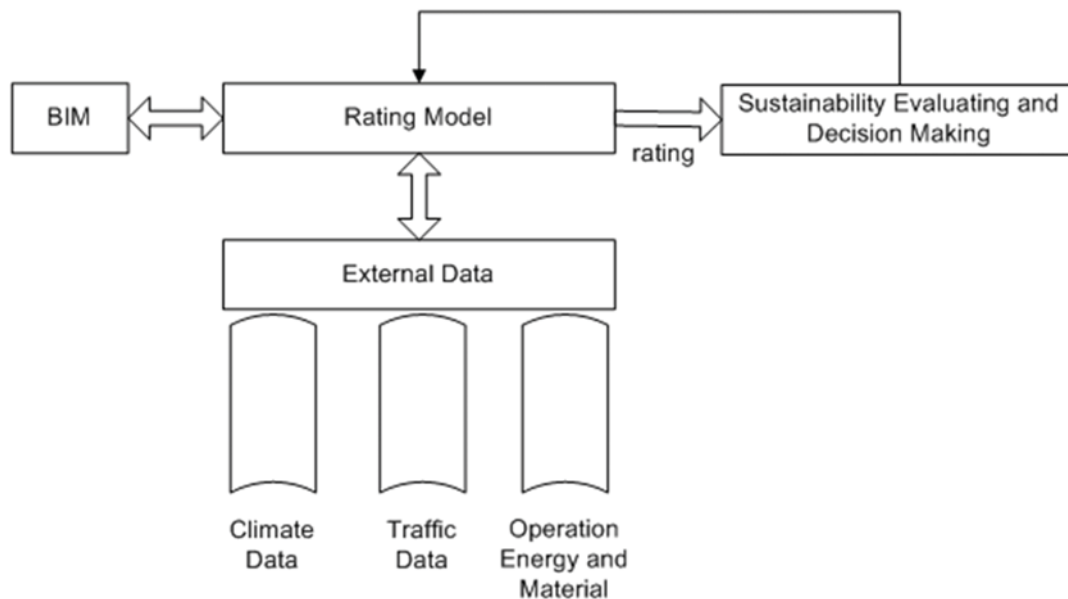 BIM
Rating Model
Sustainability Evaluating and
Decision Making
rating
External Data
Climate
Data
Traffic
Data
Operation
Energy and
Material